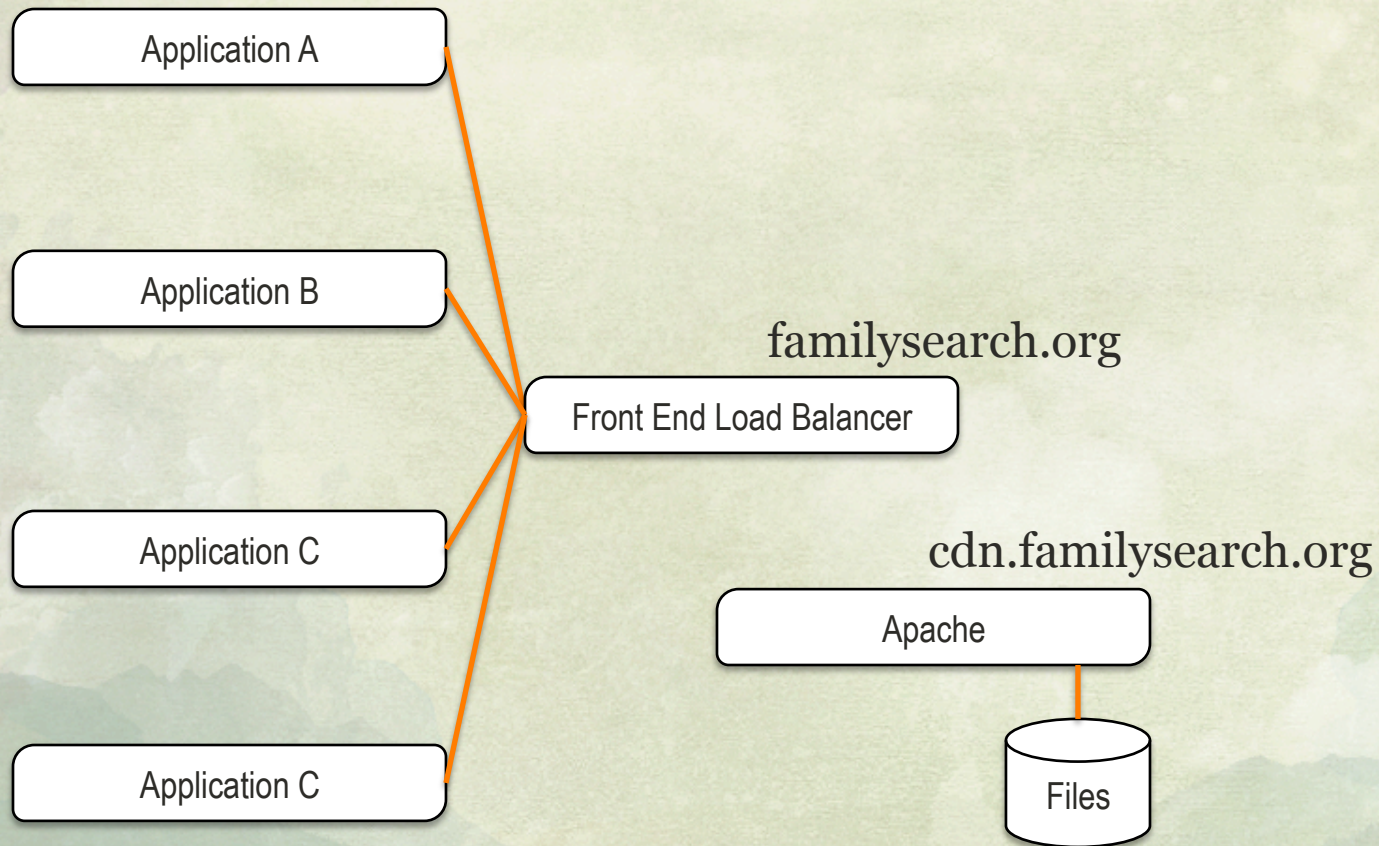 Application A
Application B
familysearch.org
Front End Load Balancer
Application C
cdn.familysearch.org
Apache
Application C
Files